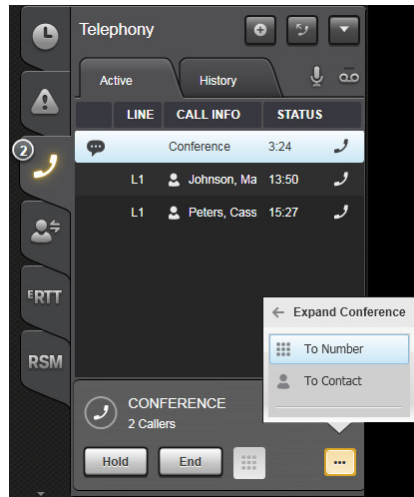 Telephony
Active History
LINE CALL INFO STATUS
2
Conference 3:24
L1 Johnson, Ma 13:50
L1 Peters, Cass 15:27
ERTT
RSM
Expand Conference
To Number
To Contact
CONFERENCE
2 Callers
Hold End